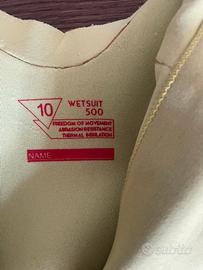 10
WETSUIT
500
FREEDOM OF MOVEMENT
ABRASION RESISTANCE
THERMAL INSULATION
NAME
subito